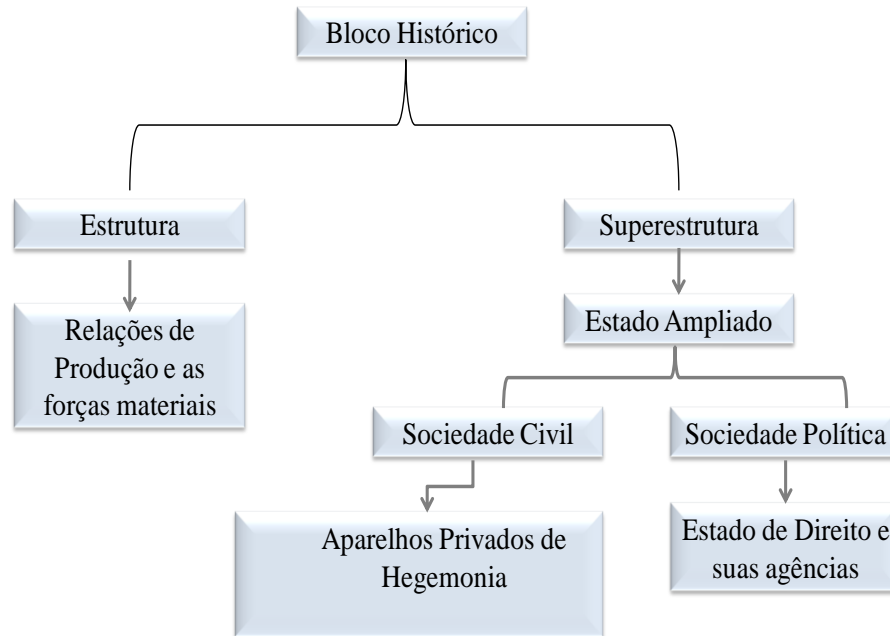 Bloco Histórico
Estrutura
Superestrutura
Relações de
Produção e as
forças materiais
Estado Ampliado
Sociedade Civil
Sociedade Política
Aparelhos Privados de
Hegemonia
Estado de Direito e
suas agências